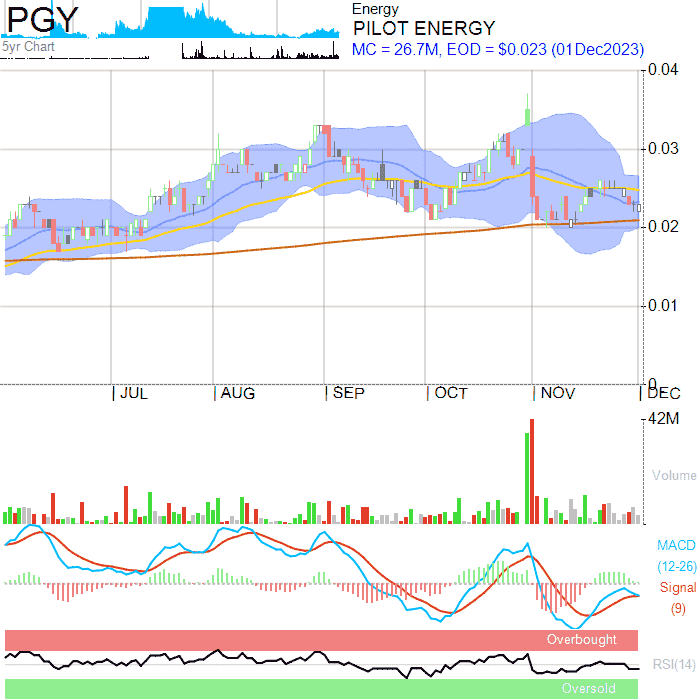 PGY
Energy
PILOT ENERGY
5yr Chart
MC = 26.7M, EOD = $0.023 (01Dec2023)
0.04
0.03
0.02
0.01
0
JUL
AUG
SEP
OCT
NOV
DEC
42M
Volume
MACD
(12-26)
Signal
(9)
Overbought
RSI(14)
Oversold